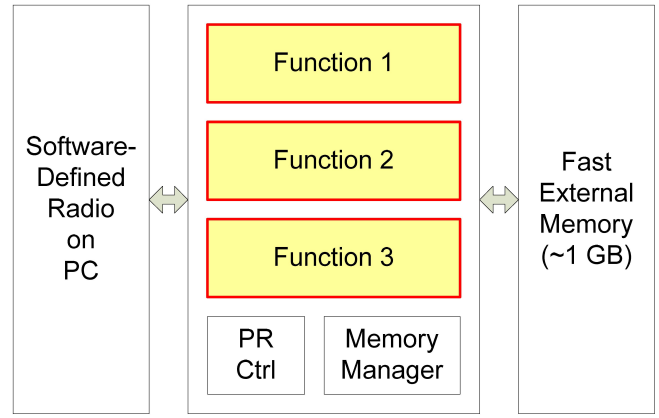 Software-
Defined
Radio
on
PC
Function 1
Function 2
Function 3
PR
Ctrl
Memory
Manager
Fast
External
Memory
(~1 GB)